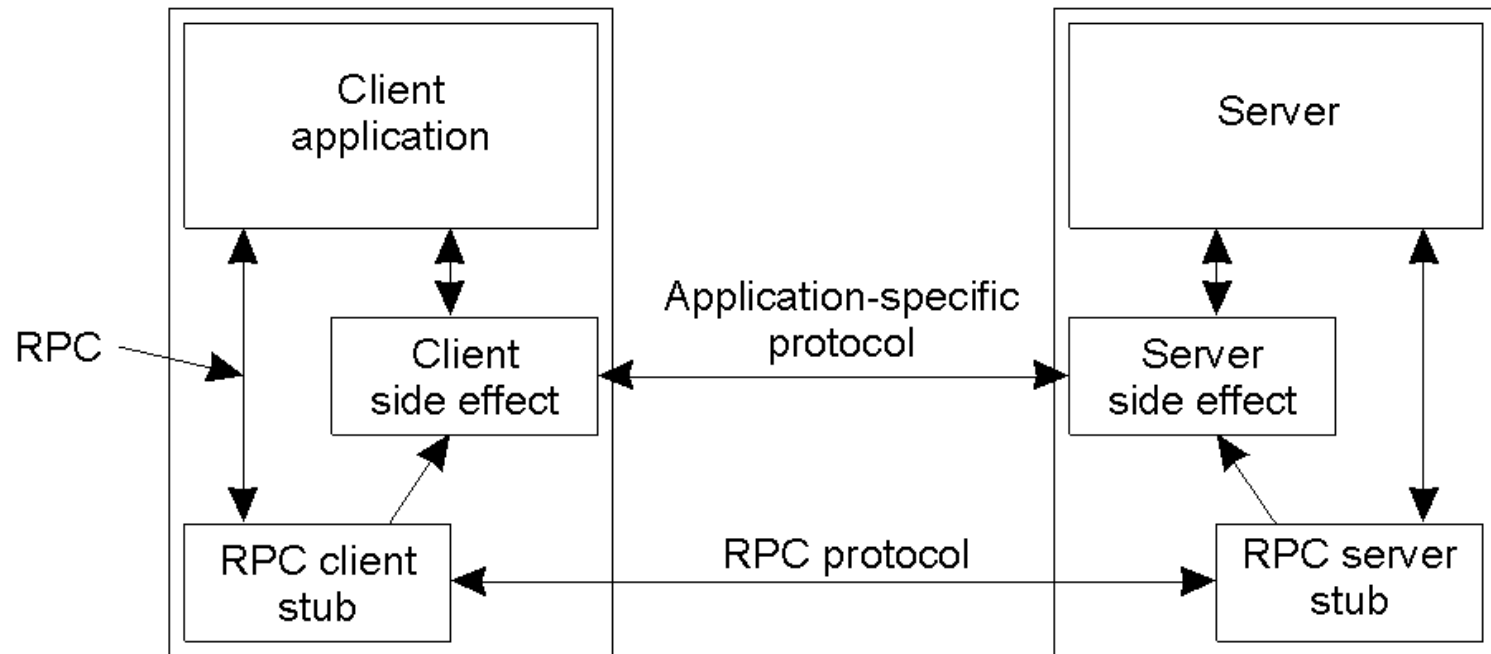 Client
application
Server
Application-specific
protocol
RPC
Client
side effect
Server
side effect
RPC client
stub
RPC protocol
RPC server
stub